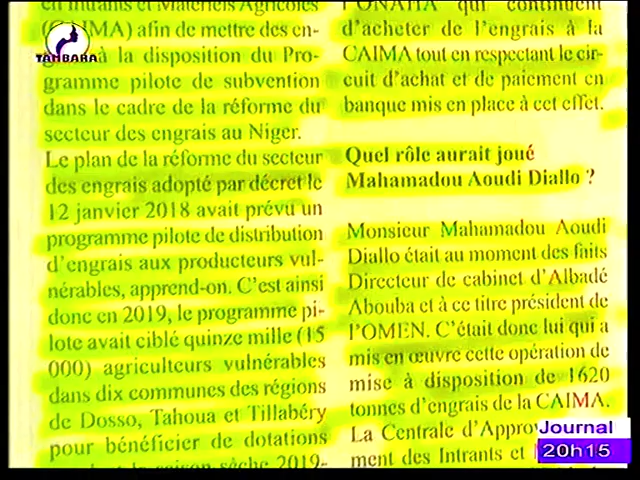 en Intrants et Matériels Agricoles
(CAIMA) afin de mettre des en-
à la disposition du Pro-
gramme pilote de subvention
dans le cadre de la réforme du
secteur des engrais au Niger.
Le plan de la réforme du secteur
des engrais adopté par décret le
12 janvier 2018 avait prévu un
programme pilote de distribution
d'engrais aux producteurs vul-
nérables, apprend-on. C'est ainsi
donc en 2019, le programme pi-
lote avait ciblé quinze mille (15
000) agriculteurs vulnérables
dans dix communes des régions
de Dosso, Tahoua et Tillabéry
pour bénéficier de dotations
la saison sèche 2019-
qui continuent
d'acheter de l'engrais à la
CAIMA tout en respectant le cir-
cuit d'achat et de paiement en
banque mis en place à cet effet.
Quel rôle aurait joué
Mahamadou Aoudi Diallo ?
Monsieur Mahamadou Aoudi
Diallo était au moment des faits
Directeur de cabinet d'Albadé
Abouba et à ce titre président de
l'OMEN. C'était donc lui qui a
mis en œuvre cette opération de
mise à disposition de 1620
tonnes d'engrais de la CAIMA.
La Centrale d'Approv
ment des Intrants et
TAMBARA
Journal
20h15